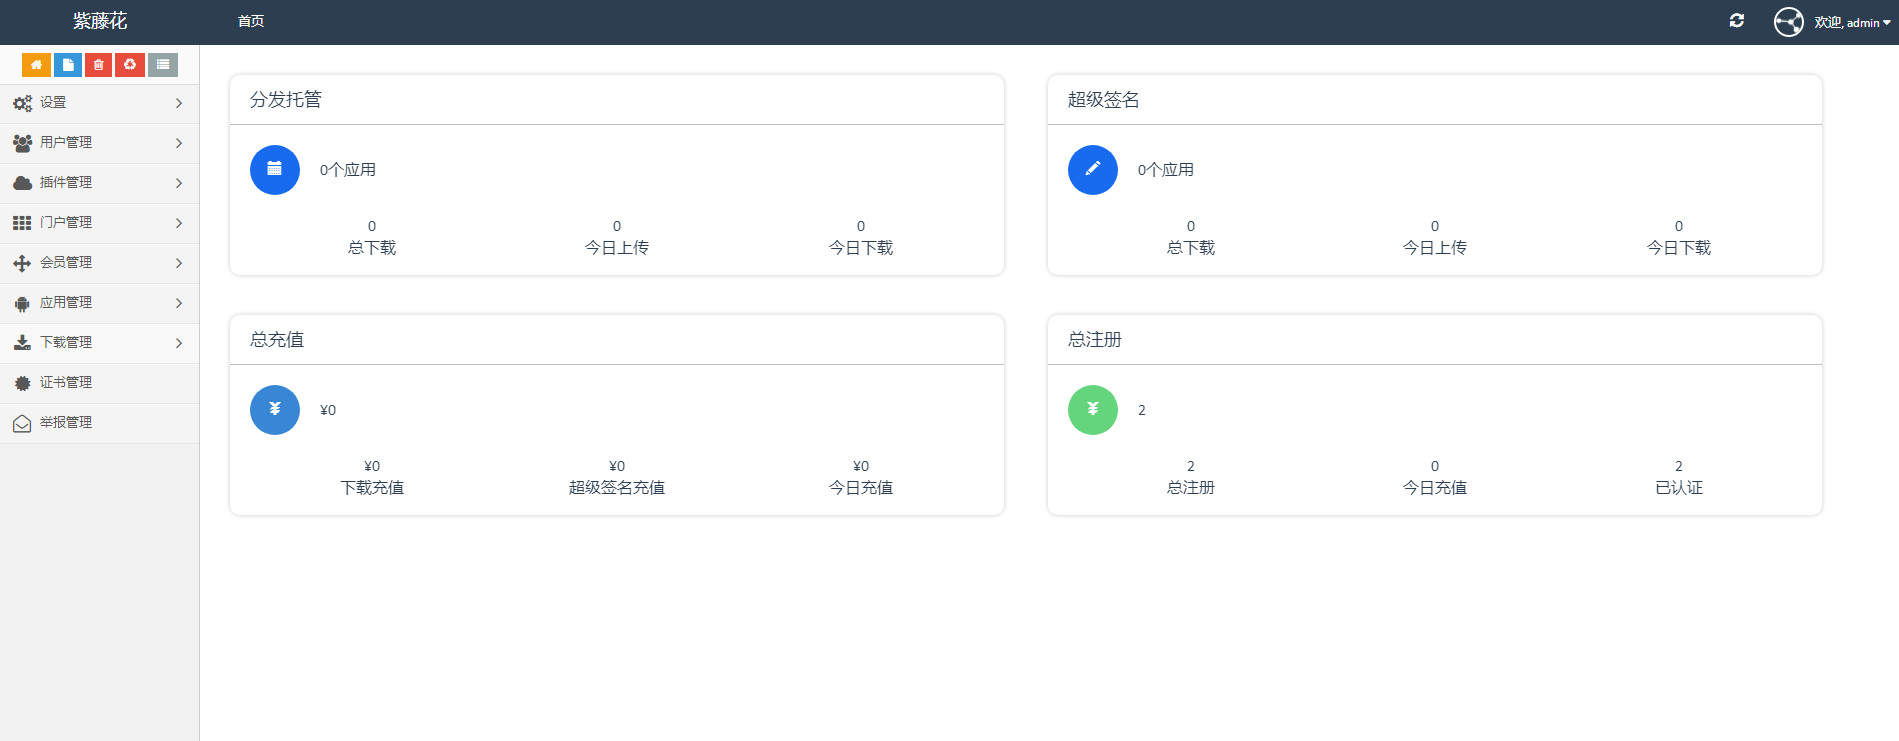 紫藤花
首页
欢迎, admin
设置
用户管理
插件管理
门户管理
会员管理
应用管理
下载管理
证书管理
举报管理
分发托管
0个应用
0 0 0
总下载 今日上传 今日下载
超级签名
0个应用
0 0 0
总下载 今日上传 今日下载
总充值
¥
¥0
¥0 ¥0 ¥0
下载充值 超级签名充值 今日充值
总注册
¥
2
2 0 2
总注册 今日充值 已认证